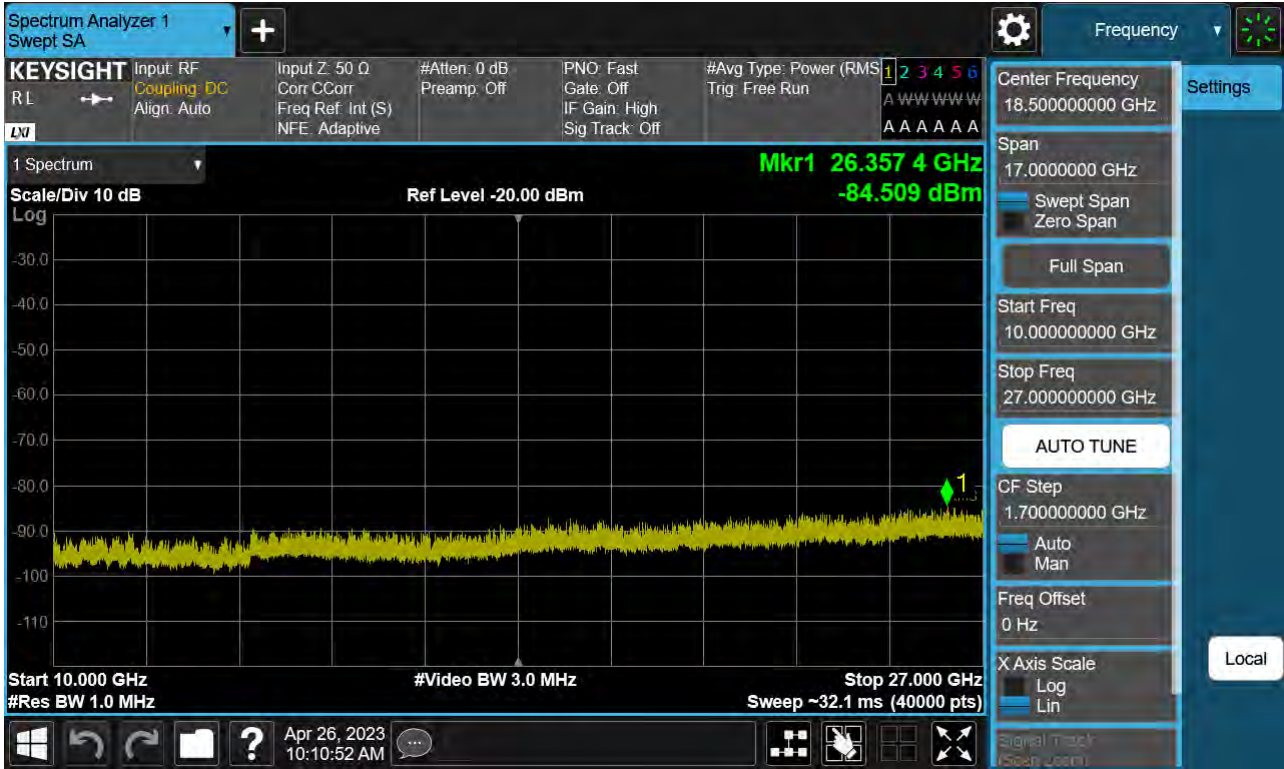 Spectrum Analyzer 1
Swept SA
+
Frequency
KEYSIGHT
R L
LXI
Input: RF
Coupling: DC
Align: Auto
Input Z: 50 Ω
Corr CCorr
Freq Ref: Int (S)
NFE: Adaptive
#Atten: 0 dB
Preamp: Off
PNO: Fast
Gate: Off
IF Gain: High
Sig Track: Off
#Avg Type: Power (RMS
Trig: Free Run
1 2 3 4 5 6
A W W W W W
A A A A A A
1 Spectrum
Mkr1 26.357 4 GHz
-84.509 dBm
Scale/Div 10 dB
Ref Level -20.00 dBm
Log
-30.0
-40.0
-50.0
-60.0
-70.0
-80.0
-90.0
-100
-110
1
Start 10.000 GHz
#Video BW 3.0 MHz
Stop 27.000 GHz
#Res BW 1.0 MHz
Sweep ~32.1 ms (40000 pts)
Center Frequency
18.500000000 GHz
Span
17.0000000 GHz
Swept Span
Zero Span
Full Span
Start Freq
10.000000000 GHz
Stop Freq
27.000000000 GHz
AUTO TUNE
CF Step
1.700000000 GHz
Auto
Man
Freq Offset
0 Hz
X Axis Scale
Log
Lin
Signal Track
(Span Zoom)
Settings
Local
?
Apr 26, 2023
10:10:52 AM